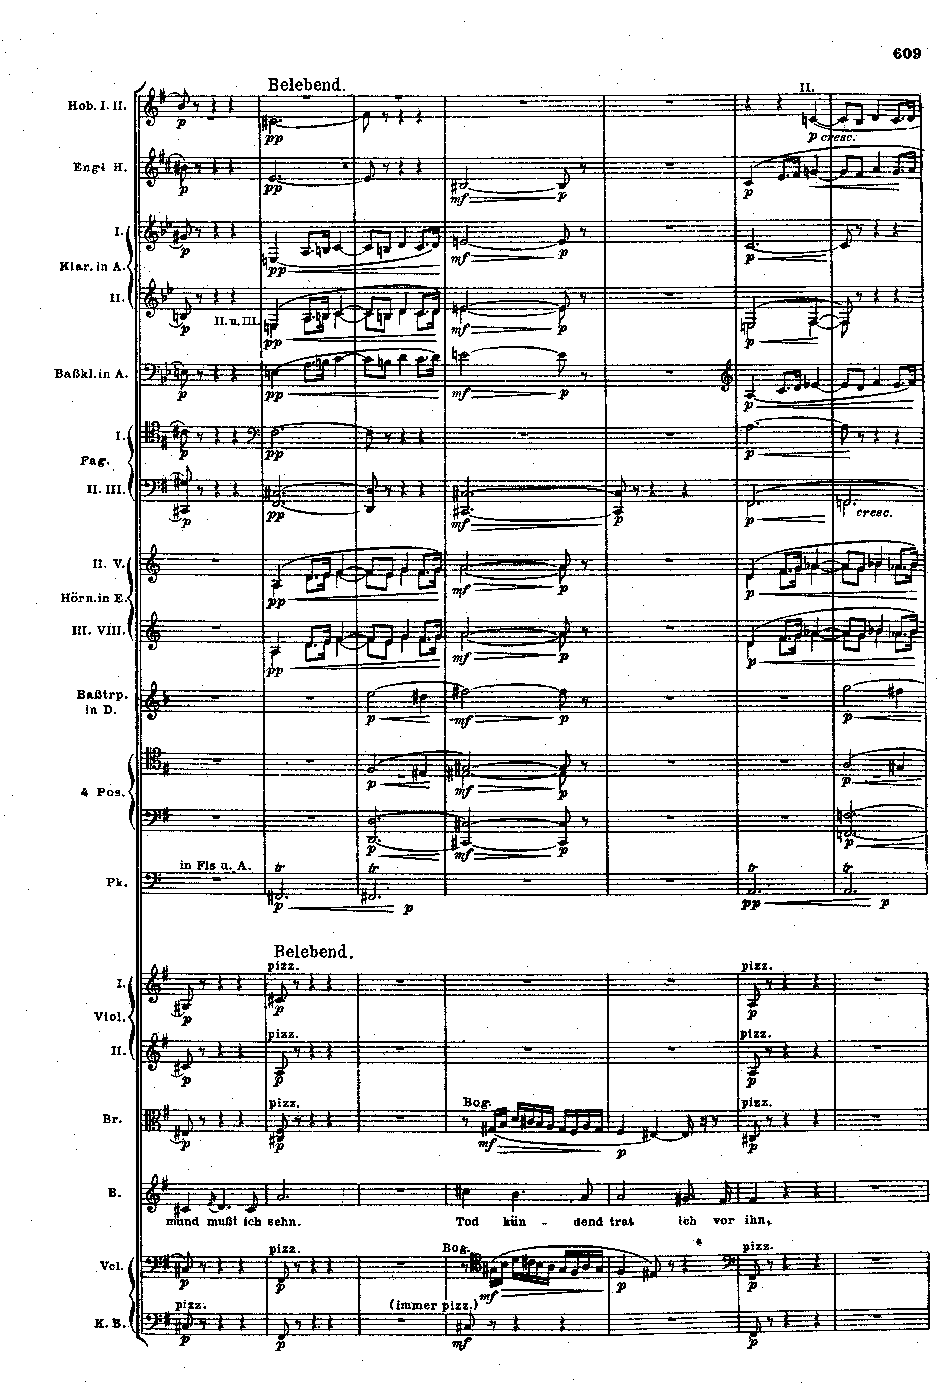 609
Belebend.
Hob. I. II.
p
pp
II.
p cresc.
Engl H.
p
pp
mf
p
p
I.
Klar. in A.
p
pp
mf
p
p
II.
II. u. III.
p
pp
mf
p
p
Baßkl. in A.
p
pp
mf
p
p
I.
Fag.
p
pp
p
II. III.
p
pp
mf
p
p
cresc.
II. V.
Hörn. in E.
pp
mf
p
p
III. VIII.
pp
mf
p
p
Baßtrp.
in D.
p
mf
p
p
4 Pos.
p
mf
p
p
p
mf
p
p
in Fis u. A.
Pk.
tr
tr
tr
tr
p
p
pp
p
Belebend.
I.
Viol.
pizz.
pizz.
p
p
p
II.
pizz.
pizz.
p
p
p
Br.
pizz.
Bog.
pizz.
p
p
mf
p
p
B.
mund mußt ich sehn. Tod kün - dend trat ich vor ihn,
Vcl.
pizz.
Bog.
pizz.
p
p
mf
p
p
K. B.
pizz.
(immer pizz.)
p
p
mf
p